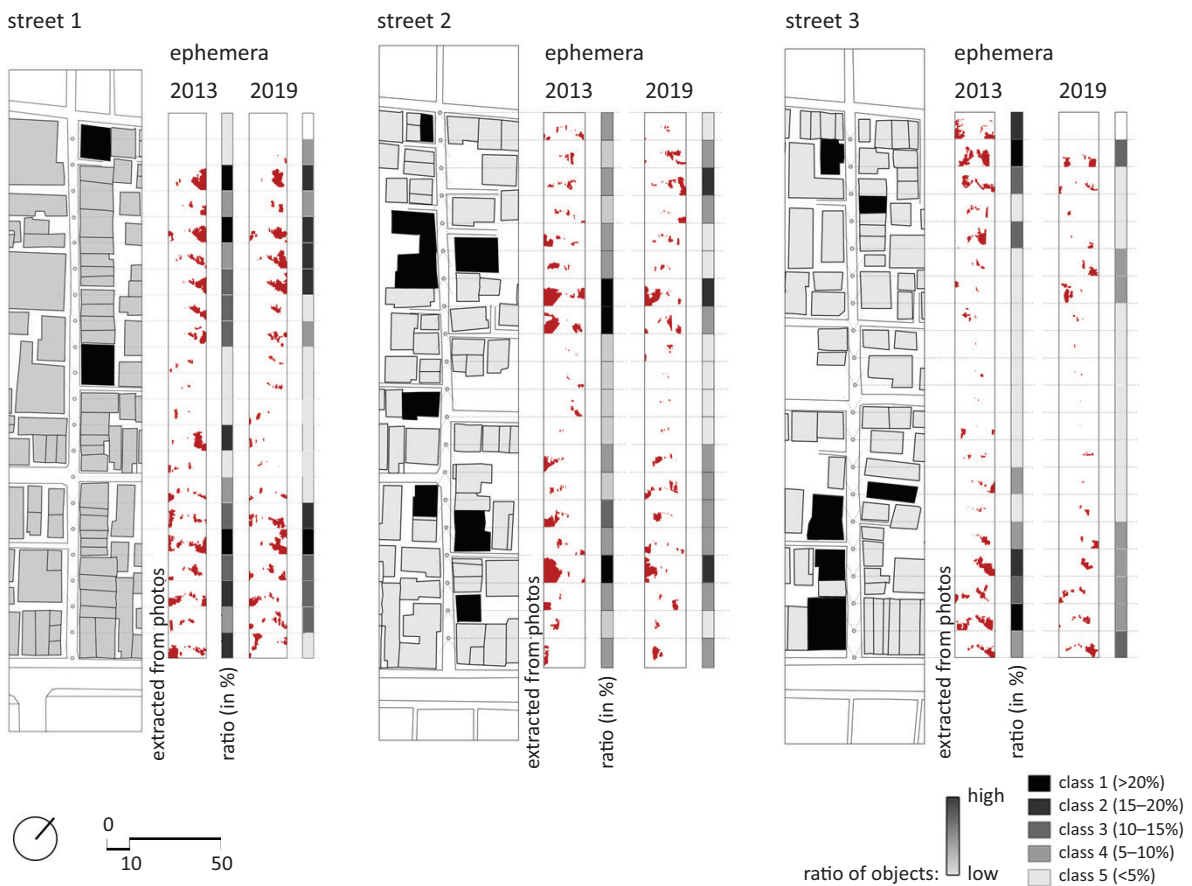 street 1
ephemera
2013
2019
extracted from photos
ratio (in %)
street 2
ephemera
2013
2019
extracted from photos
ratio (in %)
street 3
ephemera
2013
2019
extracted from photos
ratio (in %)
0
10
50
ratio of objects:
high
low
class 1 (>20%)
class 2 (15–20%)
class 3 (10–15%)
class 4 (5–10%)
class 5 (<5%)